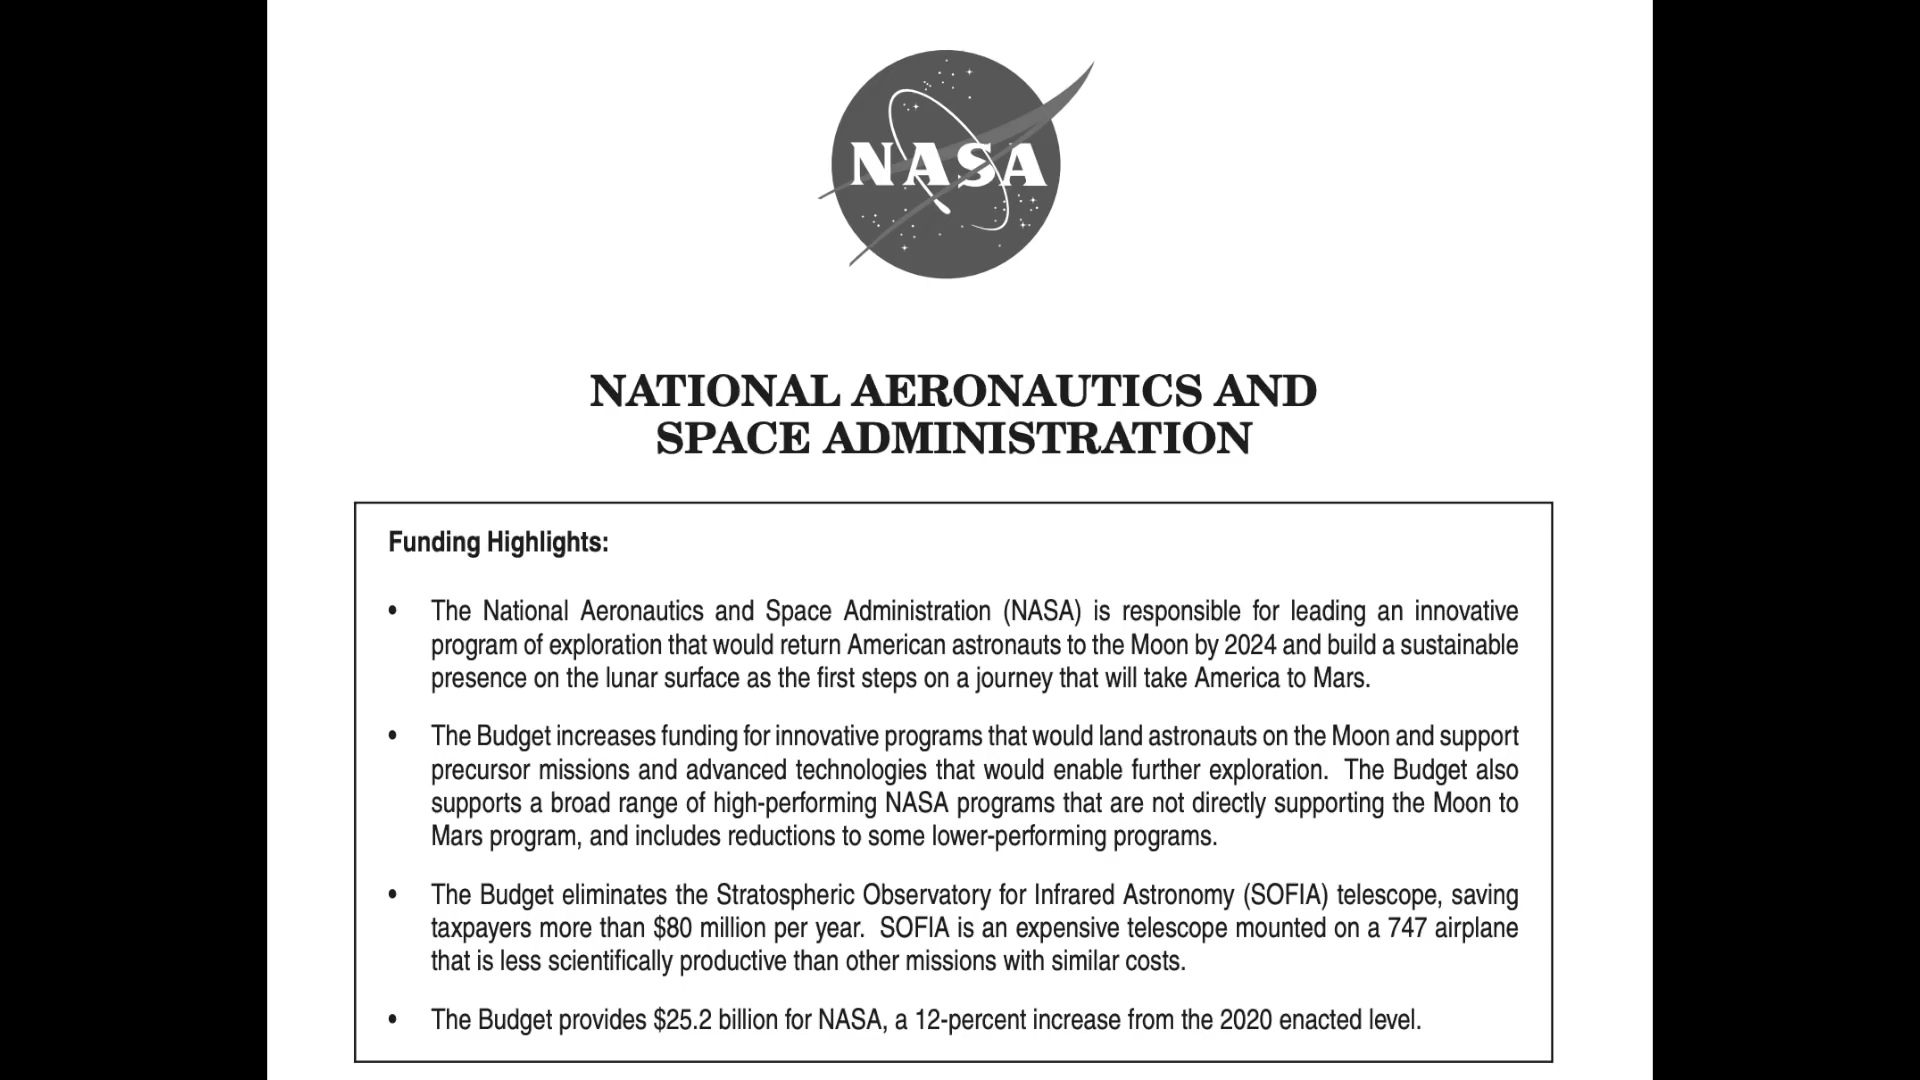 NASA
NATIONAL AERONAUTICS AND
SPACE ADMINISTRATION
Funding Highlights:
• The National Aeronautics and Space Administration (NASA) is responsible for leading an innovative
program of exploration that would return American astronauts to the Moon by 2024 and build a sustainable
presence on the lunar surface as the first steps on a journey that will take America to Mars.
• The Budget increases funding for innovative programs that would land astronauts on the Moon and support
precursor missions and advanced technologies that would enable further exploration. The Budget also
supports a broad range of high-performing NASA programs that are not directly supporting the Moon to
Mars program, and includes reductions to some lower-performing programs.
• The Budget eliminates the Stratospheric Observatory for Infrared Astronomy (SOFIA) telescope, saving
taxpayers more than $80 million per year. SOFIA is an expensive telescope mounted on a 747 airplane
that is less scientifically productive than other missions with similar costs.
• The Budget provides $25.2 billion for NASA, a 12-percent increase from the 2020 enacted level.